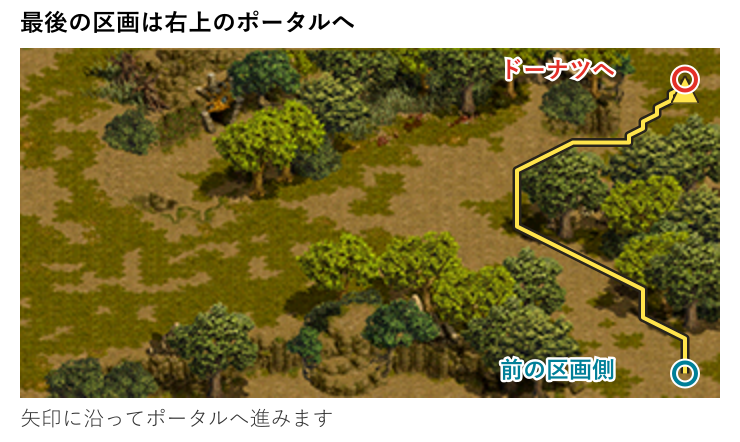 最後の区画は右上のポータルへ
ドーナツへ
前の区画側
矢印に沿ってポータルへ進みます